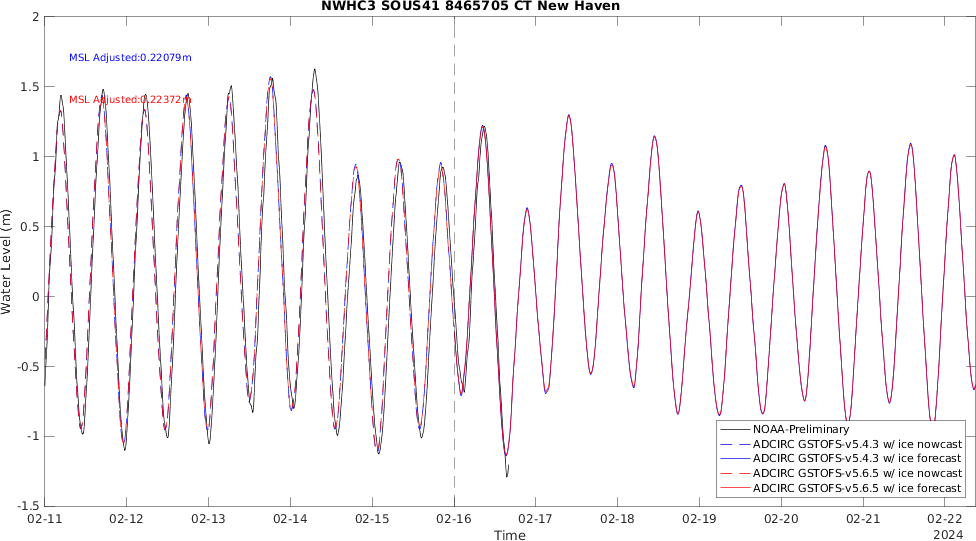 NWHC3 SOUS41 8465705 CT New Haven
2
1.5
1
0.5
0
-0.5
-1
-1.5
Water Level (m)
MSL Adjusted:0.22079m
MSL Adjusted:0.22372m
NOAA-Preliminary
ADCIRC GSTOFS-v5.4.3 w/ ice nowcast
ADCIRC GSTOFS-v5.4.3 w/ ice forecast
ADCIRC GSTOFS-v5.6.5 w/ ice nowcast
ADCIRC GSTOFS-v5.6.5 w/ ice forecast
02-11 02-12 02-13 02-14 02-15 02-16 02-17 02-18 02-19 02-20 02-21 02-22
2024
Time